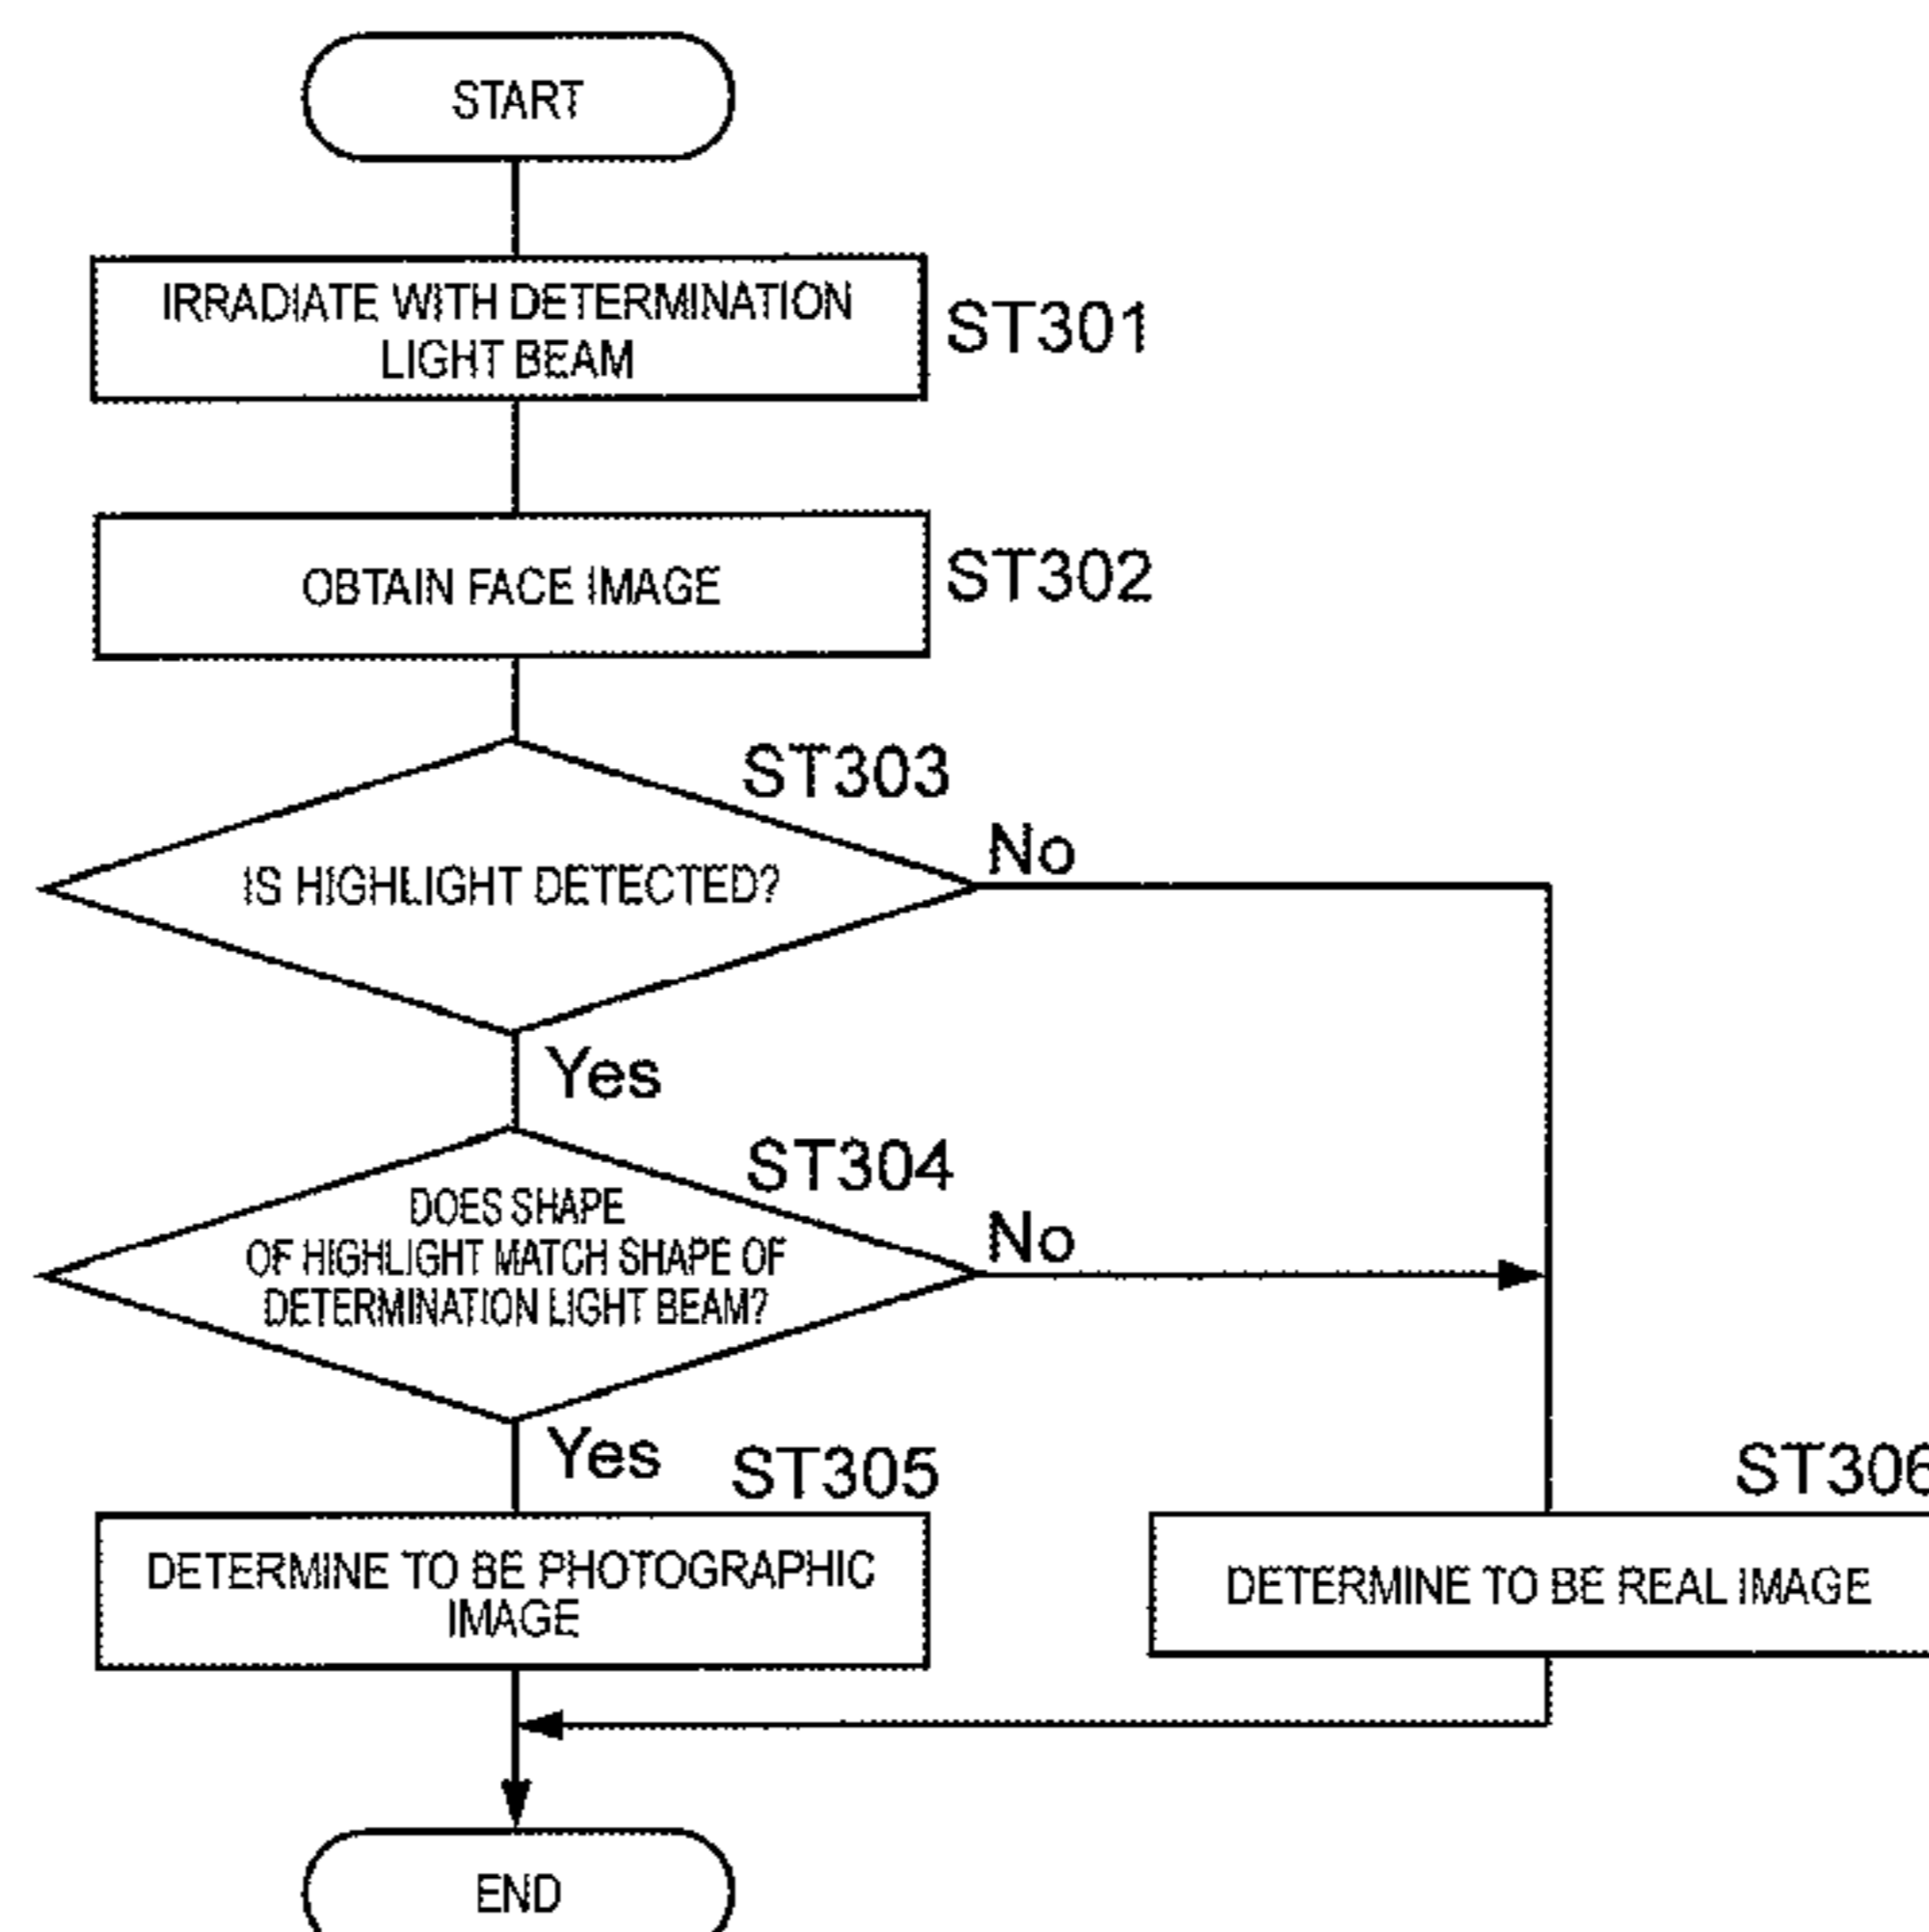 START
IRRADIATE WITH DETERMINATION
LIGHT BEAM
ST301
OBTAIN FACE IMAGE
ST302
ST303
IS HIGHLIGHT DETECTED?
No
Yes
ST304
DOES SHAPE
OF HIGHLIGHT MATCH SHAPE OF
DETERMINATION LIGHT BEAM?
No
Yes
ST305
DETERMINE TO BE PHOTOGRAPHIC
IMAGE
ST306
DETERMINE TO BE REAL IMAGE
END